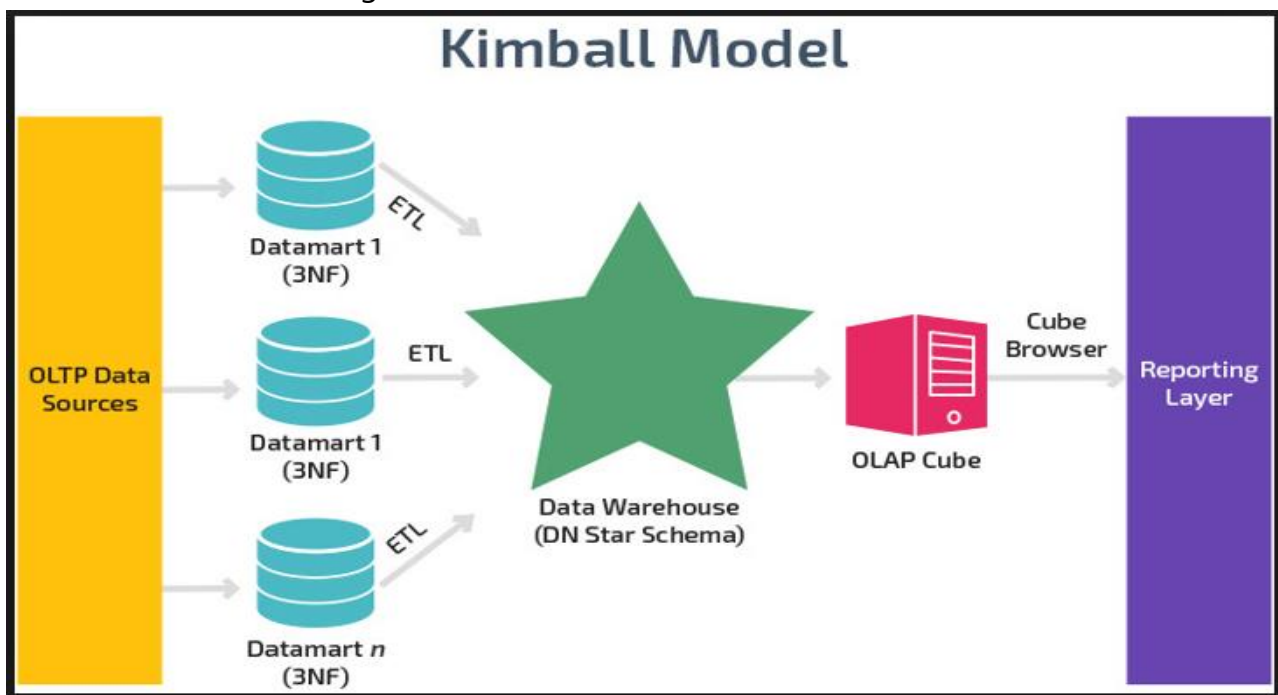 Kimball Model
OLTP Data
Sources
ETL
Datamart 1
(3NF)
ETL
Datamart 1
(3NF)
ETL
Datamart n
(3NF)
Data Warehouse
(DN Star Schema)
OLAP Cube
Cube
Browser
Reporting
Layer